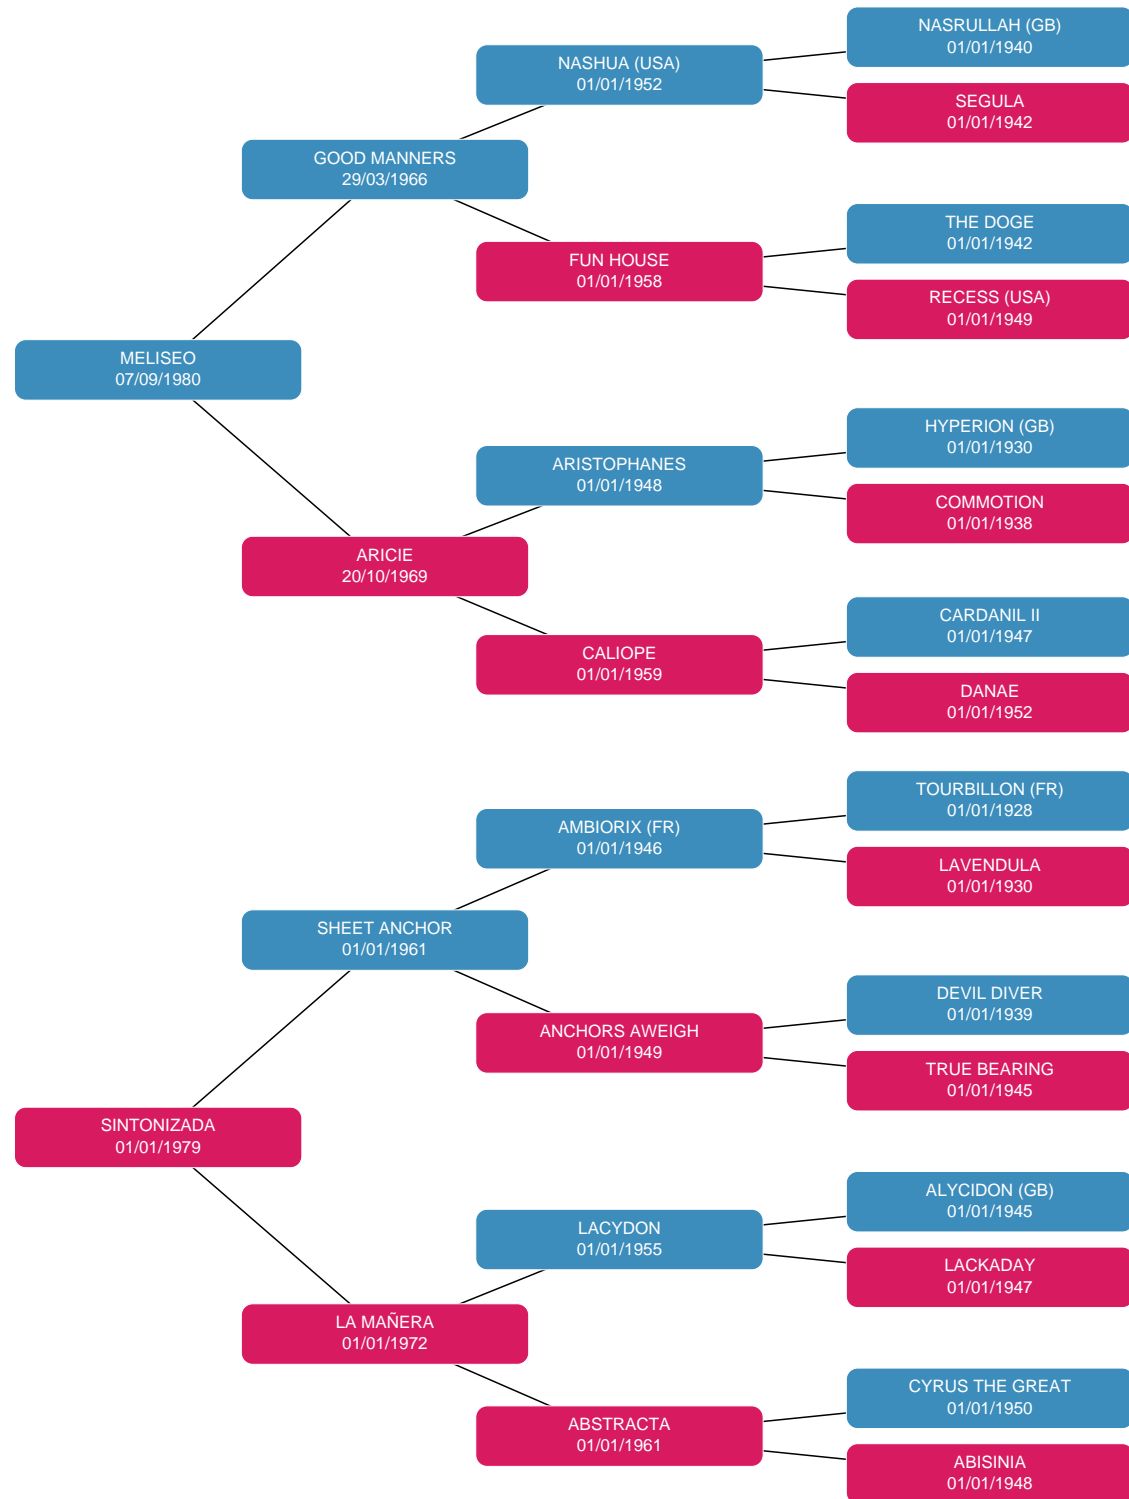 NASRULLAH (GB)
01/01/1940
NASHUA (USA)
01/01/1952
SEGULA
01/01/1942
GOOD MANNERS
29/03/1966
THE DOGE
01/01/1942
FUN HOUSE
01/01/1958
RECESS (USA)
01/01/1949
MELISEO
07/09/1980
HYPERION (GB)
01/01/1930
ARISTOPHANES
01/01/1948
COMMOTION
01/01/1938
ARICIE
20/10/1969
CARDANIL II
01/01/1947
CALIOPE
01/01/1959
DANAE
01/01/1952
TOURBILLON (FR)
01/01/1928
AMBIORIX (FR)
01/01/1946
LAVENDULA
01/01/1930
SHEET ANCHOR
01/01/1961
DEVIL DIVER
01/01/1939
ANCHORS AWEIGH
01/01/1949
TRUE BEARING
01/01/1945
SINTONIZADA
01/01/1979
ALYCIDON (GB)
01/01/1945
LACYDON
01/01/1955
LACKADAY
01/01/1947
LA MAÑERA
01/01/1972
CYRUS THE GREAT
01/01/1950
ABSTRACTA
01/01/1961
ABISINIA
01/01/1948